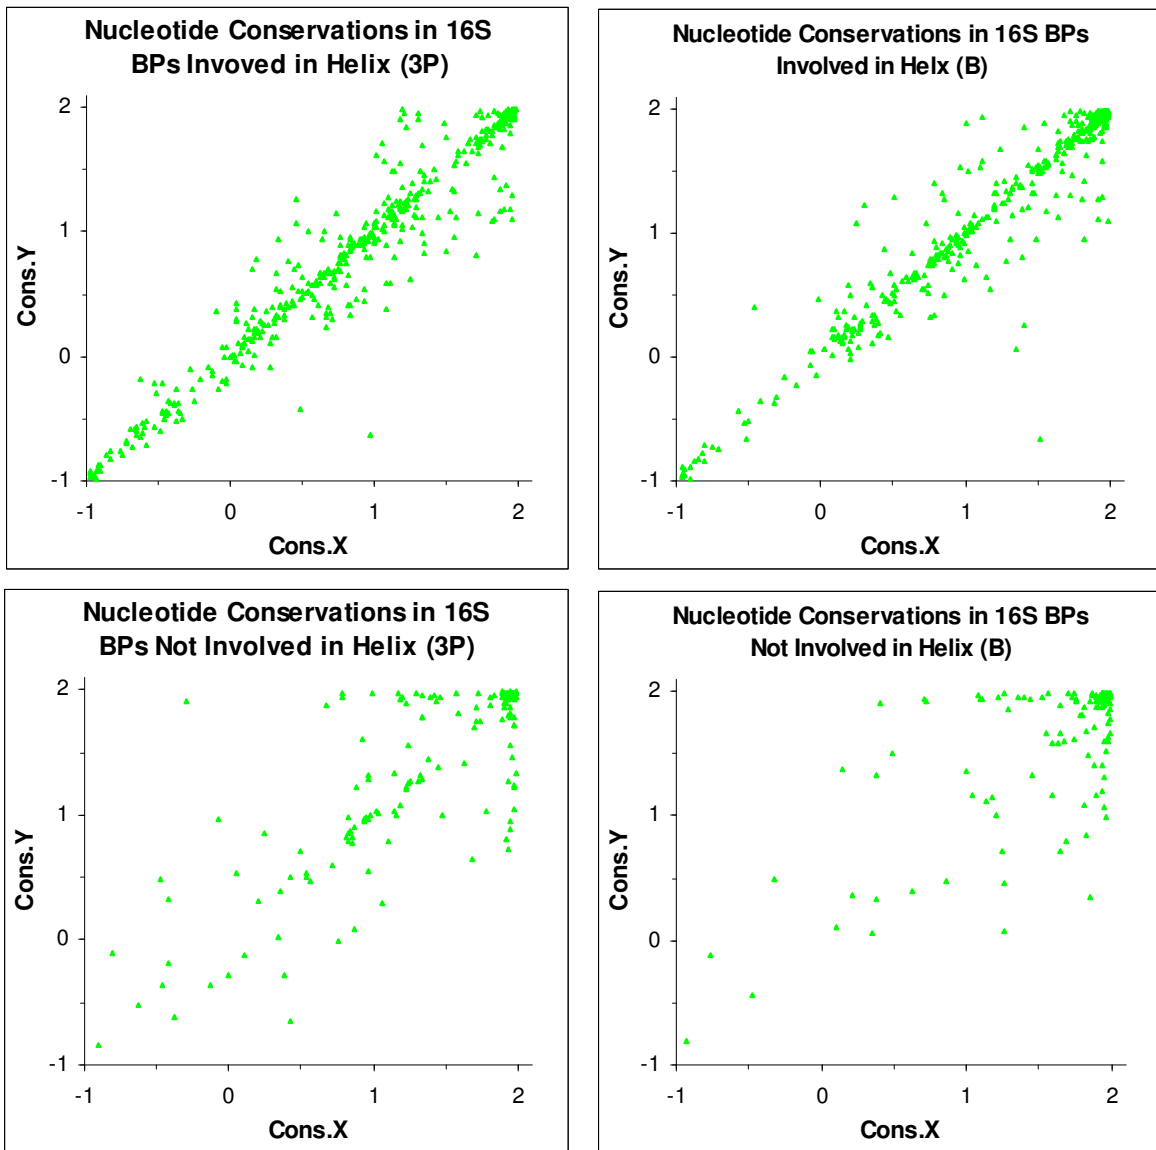 Nucleotide Conservations in 16S
BPs Invoved in Helix (3P)
2
1
0
-1
-1 0 1 2
Cons.Y
Cons.X
Nucleotide Conservations in 16S BPs
Involved in Helx (B)
2
1
0
-1
-1 0 1 2
Cons.Y
Cons.X
Nucleotide Conservations in 16S
BPs Not Involved in Helix (3P)
2
1
0
-1
-1 0 1 2
Cons.Y
Cons.X
Nucleotide Conservations in 16S BPs
Not Involved in Helix (B)
2
1
0
-1
-1 0 1 2
Cons.Y
Cons.X